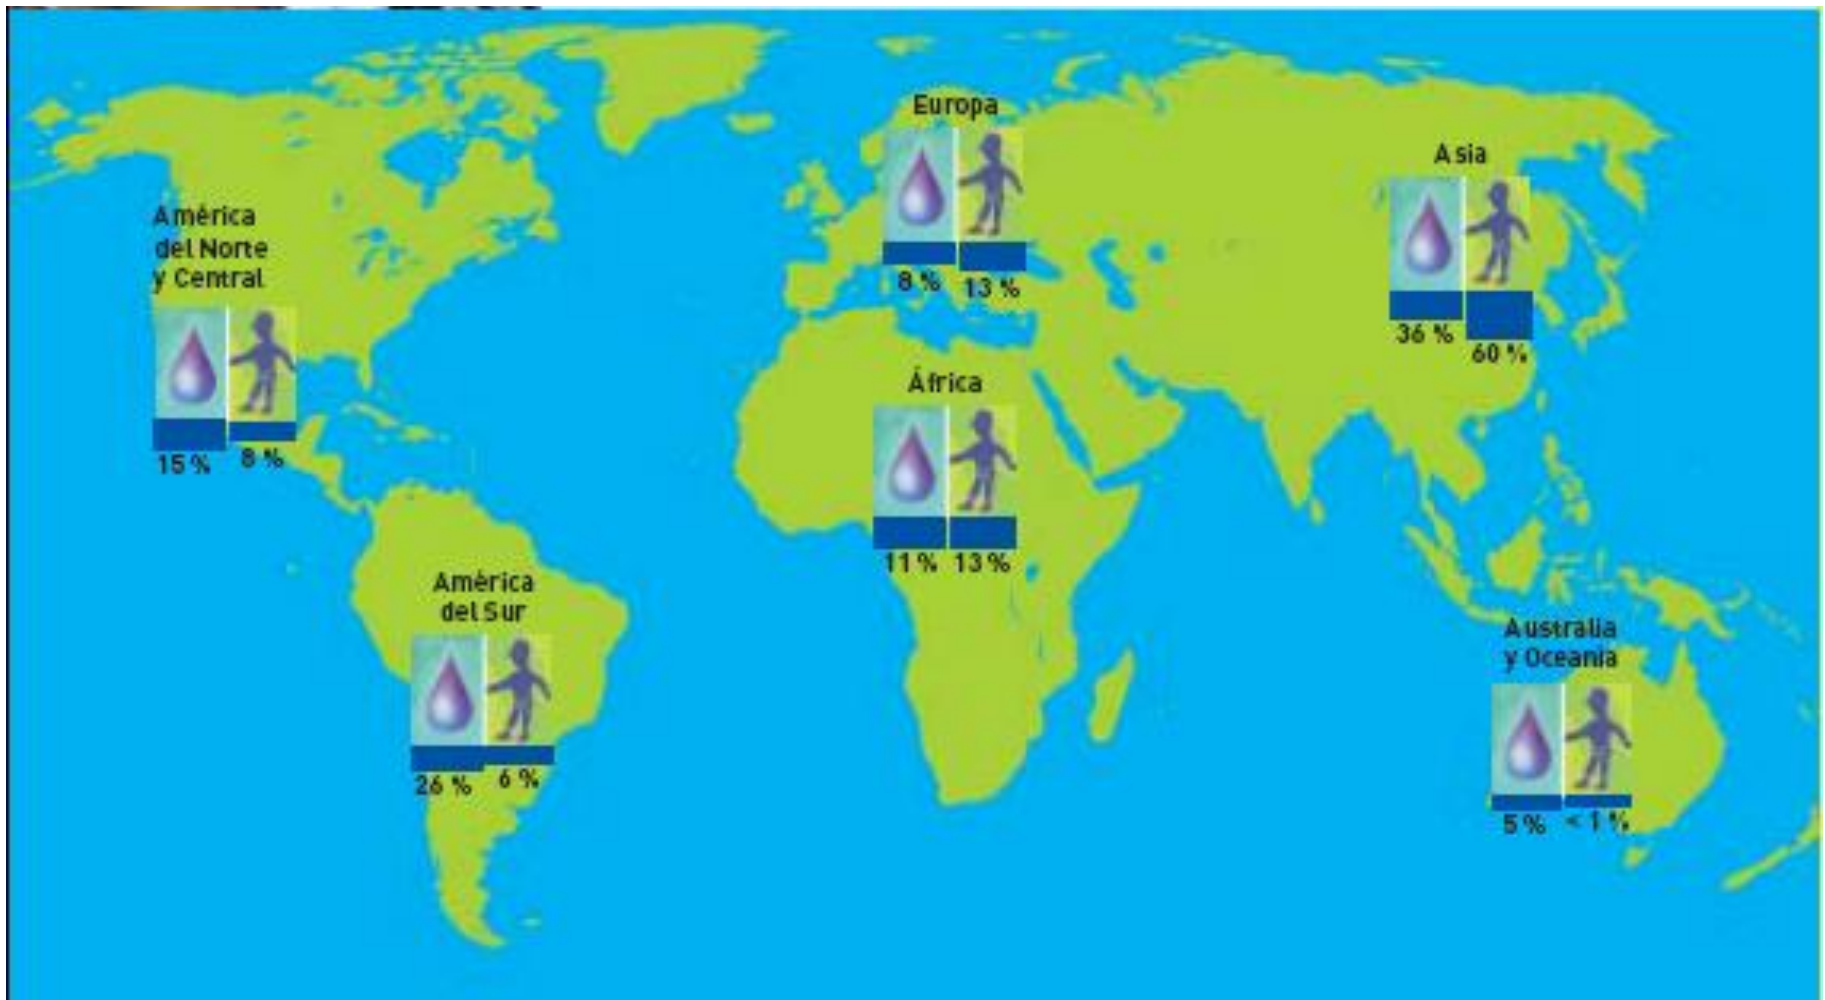 Europa
8 % 13 %
Asia
36 % 60 %
América
del Norte
y Central
15 % 8 %
África
11 % 13 %
América
del Sur
26 % 6 %
Australia
y Oceanía
5 % < 1 %